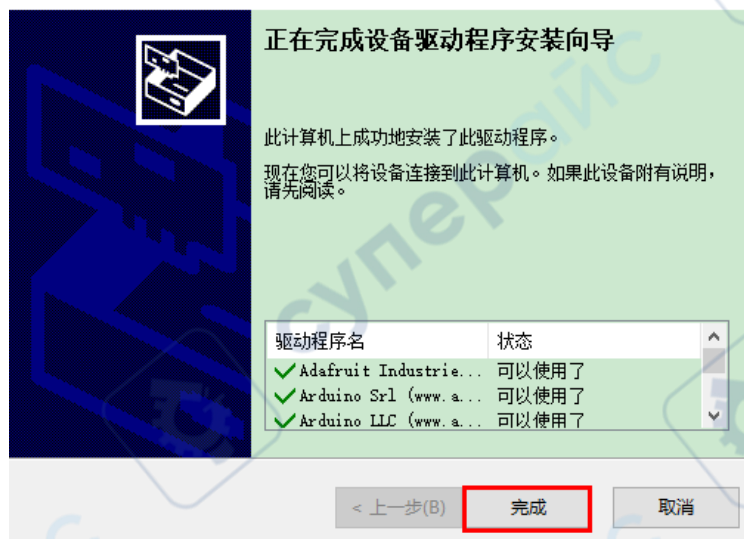 正在完成设备驱动程序安装向导
此计算机上成功地安装了此驱动程序。
现在您可以将设备连接到此计算机。如果此设备附有说明，
请先阅读。
驱动程序名 状态
Adafruit Industrie... 可以使用了
Arduino Srl (www.a... 可以使用了
Arduino LLC (www.a... 可以使用了
< 上一步(B) 完成 取消
суперайс